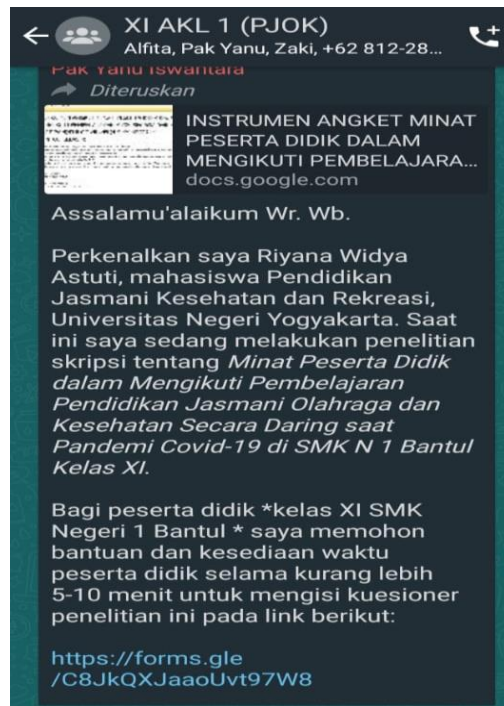 XI AKL 1 (PJOK)
Alfita, Pak Yanu, Zaki, +62 812-28...
Pak Yanu Iswantara
Diteruskan
INSTRUMEN ANGKET MINAT
PESERTA DIDIK DALAM
MENGIKUTI PEMBELAJARA...
docs.google.com
Assalamu'alaikum Wr. Wb.
Perkenalkan saya Riyana Widya
Astuti, mahasiswa Pendidikan
Jasmani Kesehatan dan Rekreasi,
Universitas Negeri Yogyakarta. Saat
ini saya sedang melakukan penelitian
skripsi tentang Minat Peserta Didik
dalam Mengikuti Pembelajaran
Pendidikan Jasmani Olahraga dan
Kesehatan Secara Daring saat
Pandemi Covid-19 di SMK N 1 Bantul
Kelas XI.
Bagi peserta didik *kelas XI SMK
Negeri 1 Bantul * saya memohon
bantuan dan kesediaan waktu
peserta didik selama kurang lebih
5-10 menit untuk mengisi kuesioner
penelitian ini pada link berikut:
https://forms.gle
/C8JkQXJaaoUvt97W8